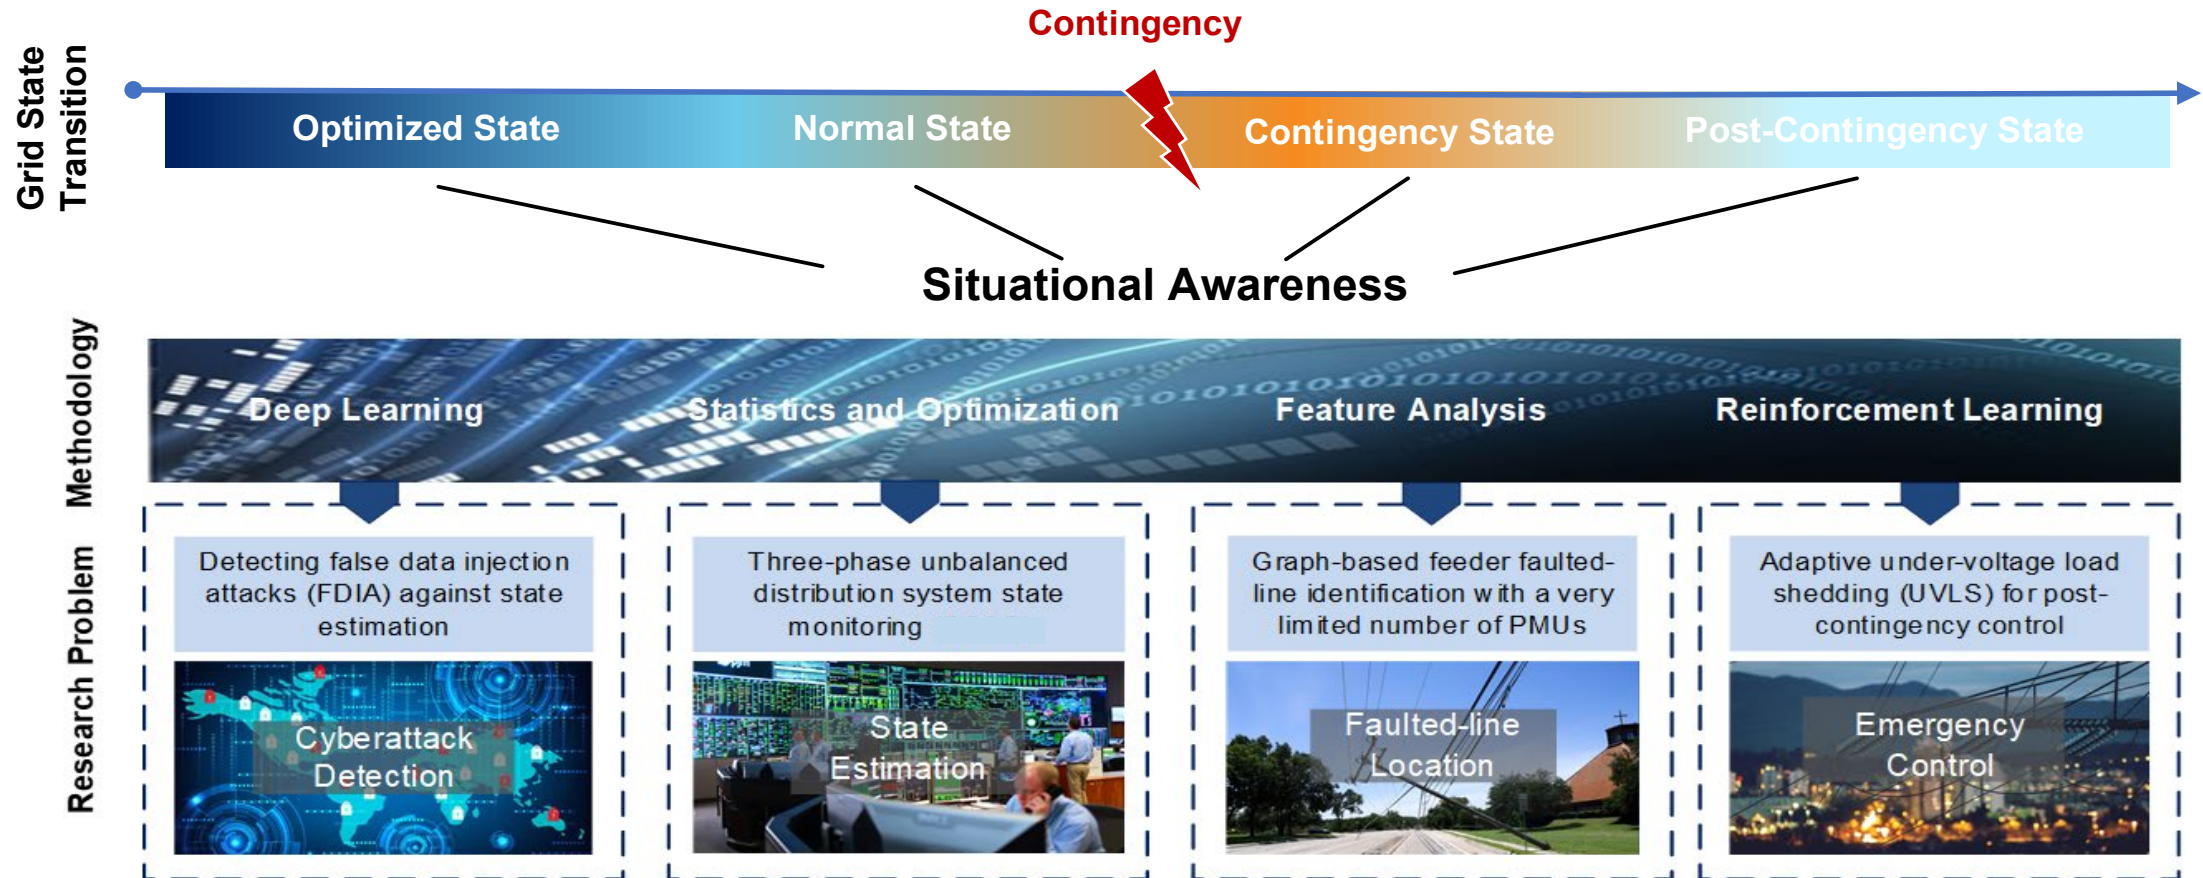 Contingency
Grid State
Transition
Optimized State
Normal State
Contingency State
Post-Contingency State
Situational Awareness
Methodology
Deep Learning
Statistics and Optimization
Feature Analysis
Reinforcement Learning
Research Problem
Detecting false data injection
attacks (FDIA) against state
estimation
Cyberattack
Detection
Three-phase unbalanced
distribution system state
monitoring
State
Estimation
Graph-based feeder faulted-
line identification with a very
limited number of PMUs
Faulted-line
Location
Adaptive under-voltage load
shedding (UVLS) for post-
contingency control
Emergency
Control